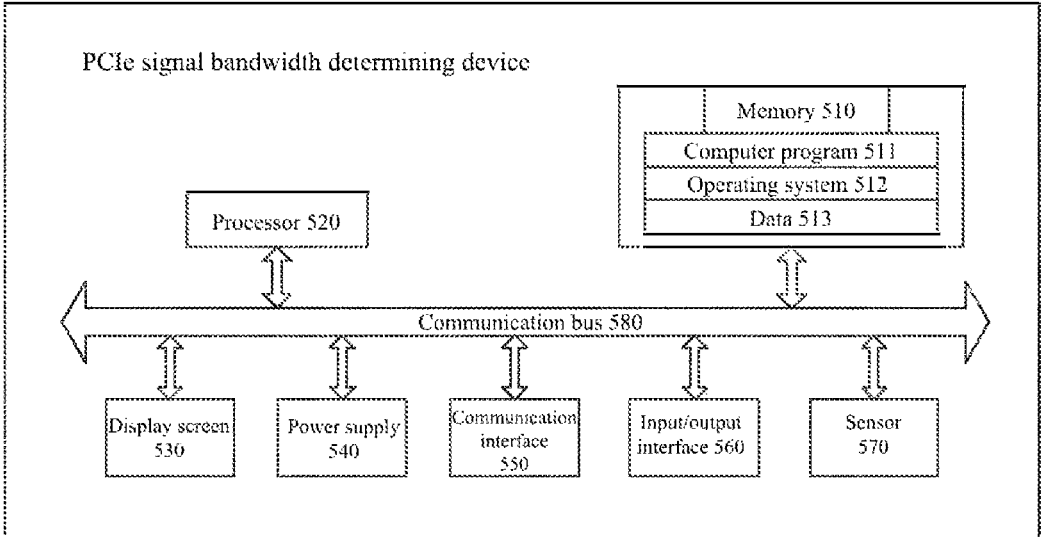 PCIe signal bandwidth determining device
Memory 510
Computer program 511
Operating system 512
Data 513
Processor 520
Communication bus 580
Display screen
530
Power supply
540
Communication
interface
550
Input/output
interface 560
Sensor
570